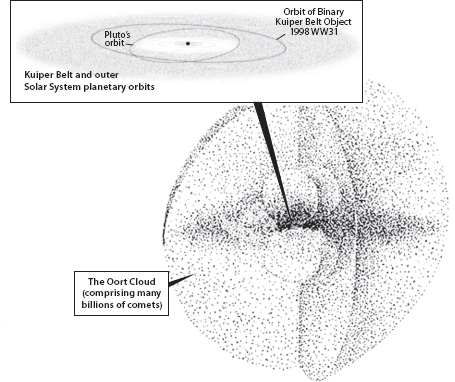 Orbit of Binary
Kuiper Belt Object
1998 WW31
Pluto's
orbit
Kuiper Belt and outer
Solar System planetary orbits
The Oort Cloud
(comprising many
billions of comets)